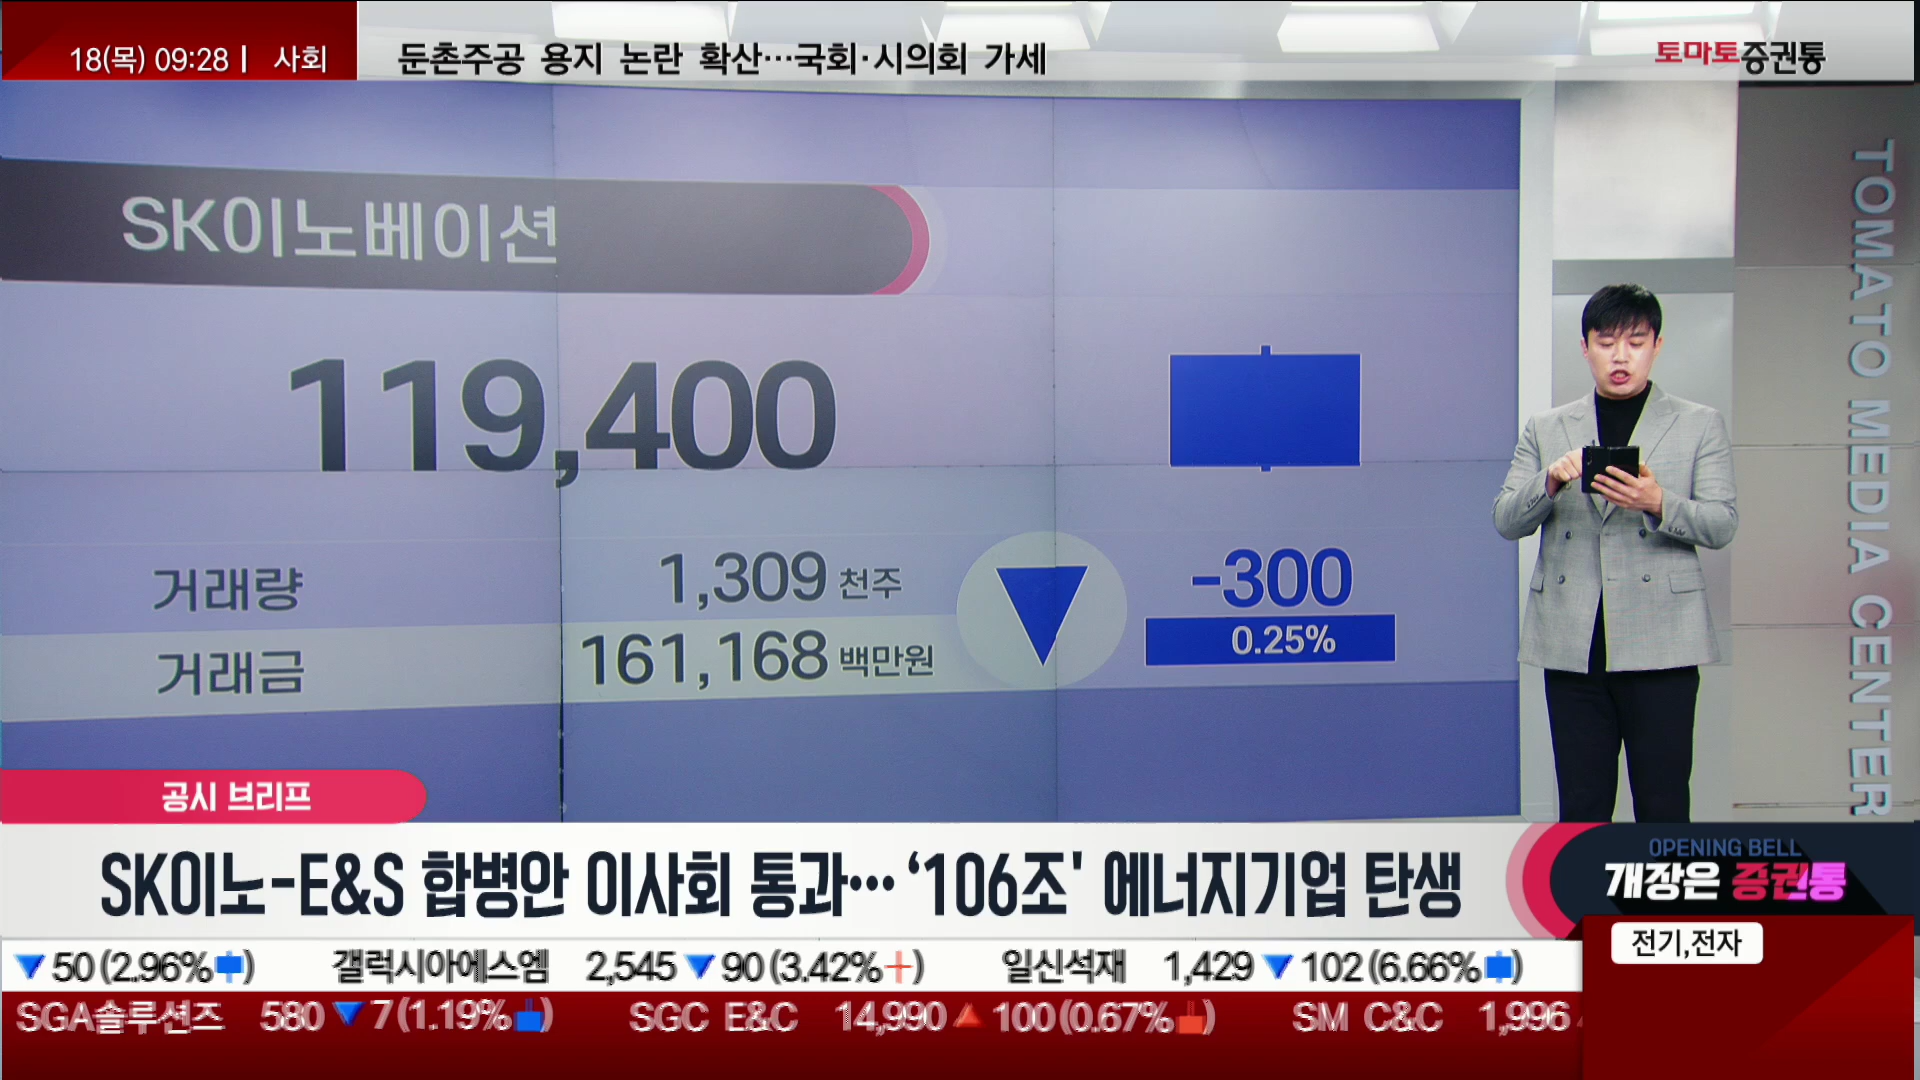 18(목) 09:28 | 사회
둔촌주공 용지 논란 확산…국회·시의회 가세
토마토증권통
SK이노베이션
119,400
거래량 1,309 천주
▼ -300
0.25%
거래금 161,168 백만원
TOMATO MEDIA CENTER
공시 브리프
SK이노-E&S 합병안 이사회 통과…‘106조' 에너지기업 탄생
OPENING BELL
개장은 증권통
전기,전자
▼50(2.96%) 갤럭시아에스엠 2,545▼90(3.42%) 일신석재 1,429▼102(6.66%)
SGA솔루션즈 580▼7(1.19%) SGC E&C 14,990▲100(0.67%) SM C&C 1,996